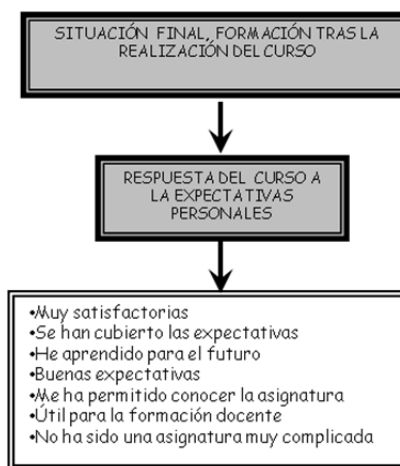 SITUACIÓN FINAL, FORMACIÓN TRAS LA
REALIZACIÓN DEL CURSO
RESPUESTA DEL CURSO A
LA EXPECTATIVAS
PERSONALES
•Muy satisfactorias
•Se han cubierto las expectativas
•He aprendido para el futuro
•Buenas expectativas
•Me ha permitido conocer la asignatura
•Útil para la formación docente
•No ha sido una asignatura muy complicada